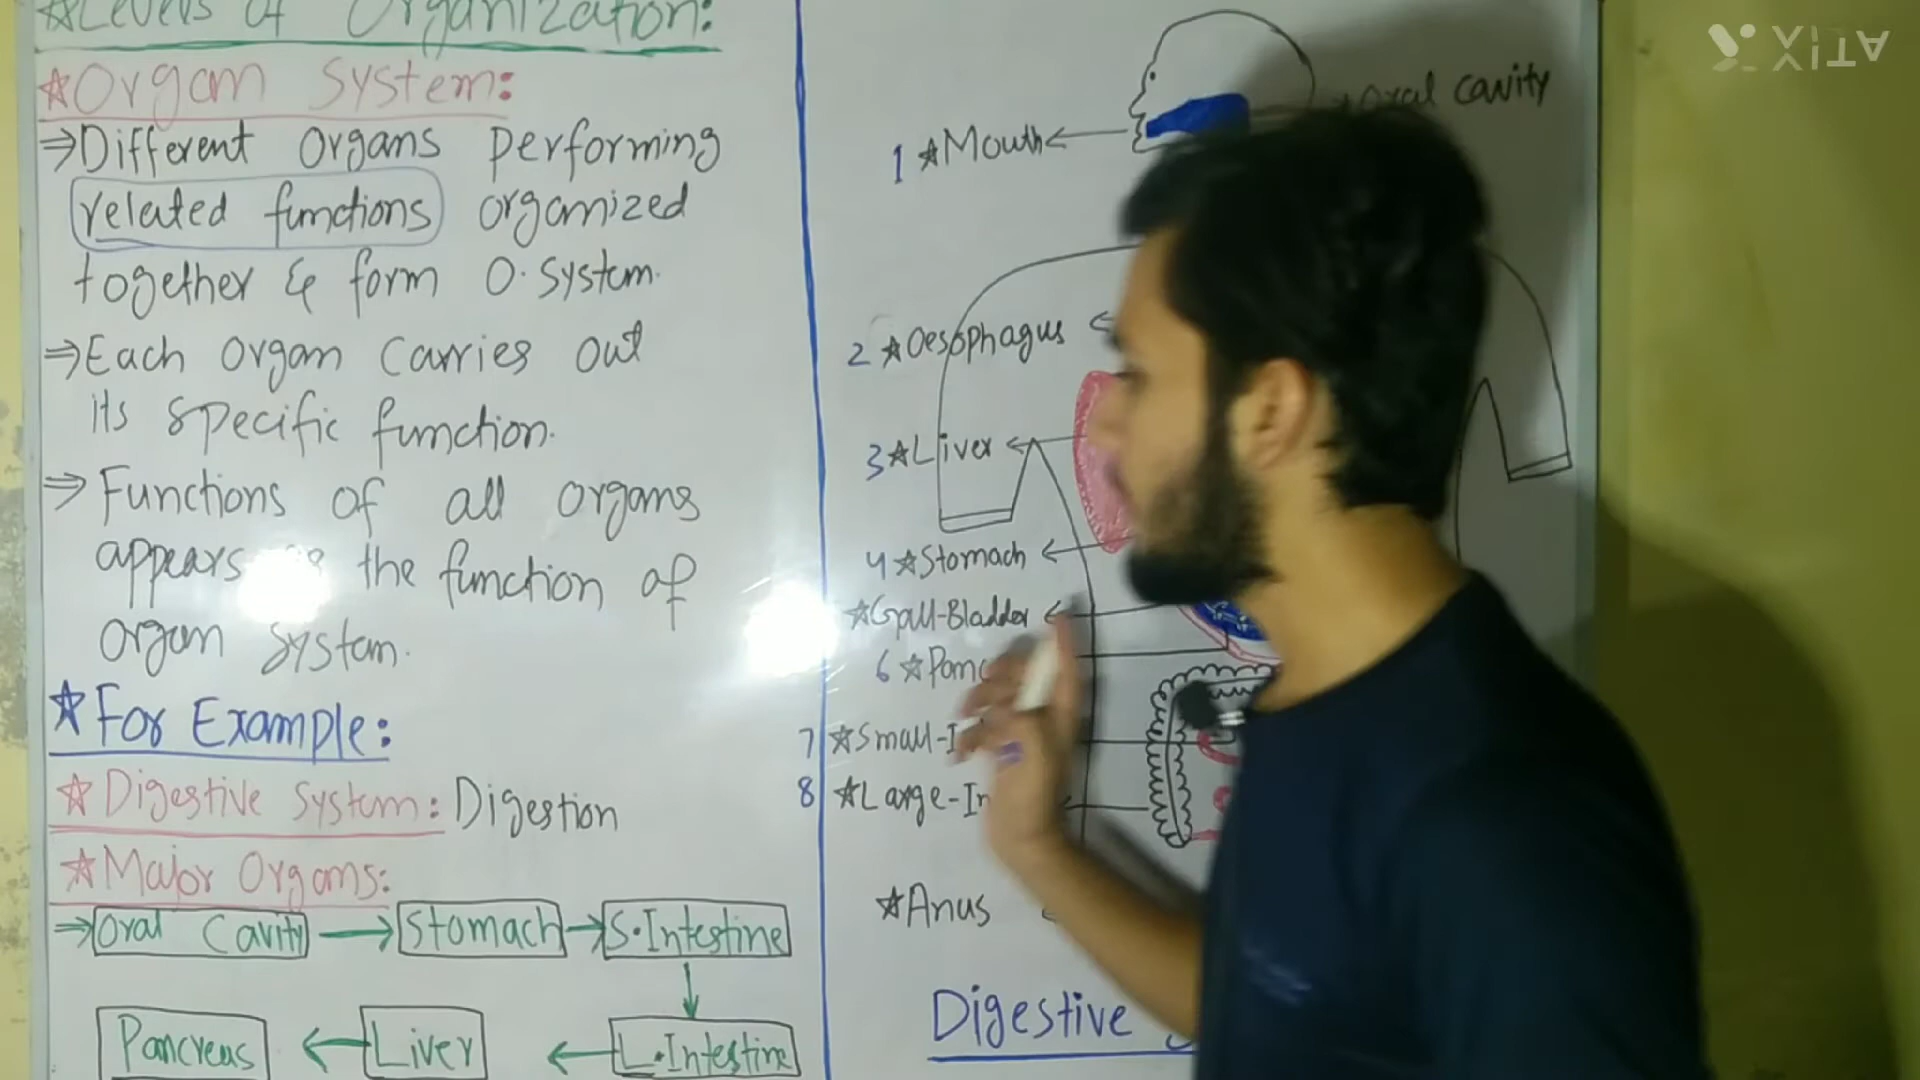 ★Levels of Organization:
★Organ System:
⇒Different Organs performing
related functions organized
together & form O.System.
⇒Each Organ Carries Out
its specific function.
⇒Functions of all organs
appears the function of
Organ System.
★For Example:
★Digestive System: Digestion
★Major Organs:
⇒Oral Cavity→Stomach→S.Intestine
Pancreas←Liver←L.Intestine
Oral Cavity
1 ★Mouth
2 ★Oesophagus
3 ★Liver
4 ★Stomach
★Gall-Bladder
6 ★
7 ★Small-
8 ★Large-
★Anus
Digestive